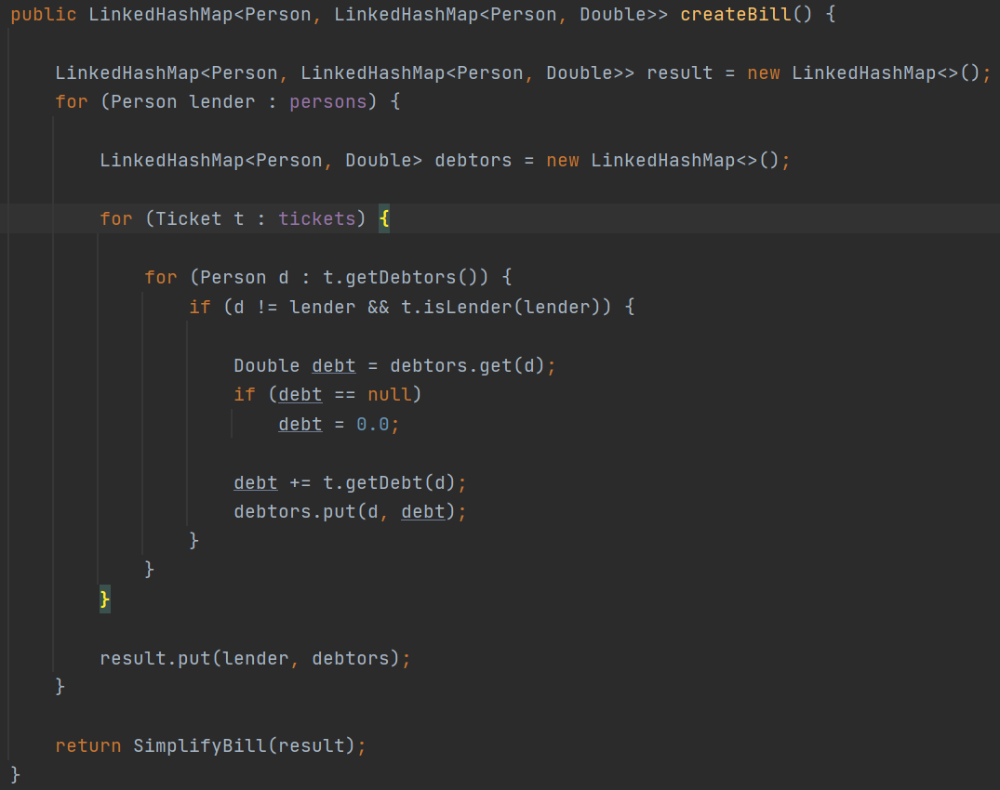 public LinkedHashMap<Person, LinkedHashMap<Person, Double>> createBill() {
LinkedHashMap<Person, LinkedHashMap<Person, Double>> result = new LinkedHashMap<>();
for (Person lender : persons) {
LinkedHashMap<Person, Double> debtors = new LinkedHashMap<>();
for (Ticket t : tickets) {
for (Person d : t.getDebtors()) {
if (d != lender && t.isLender(lender)) {
Double debt = debtors.get(d);
if (debt == null)
debt = 0.0;
debt += t.getDebt(d);
debtors.put(d, debt);
}
}
}
result.put(lender, debtors);
}
return SimplifyBill(result);
}